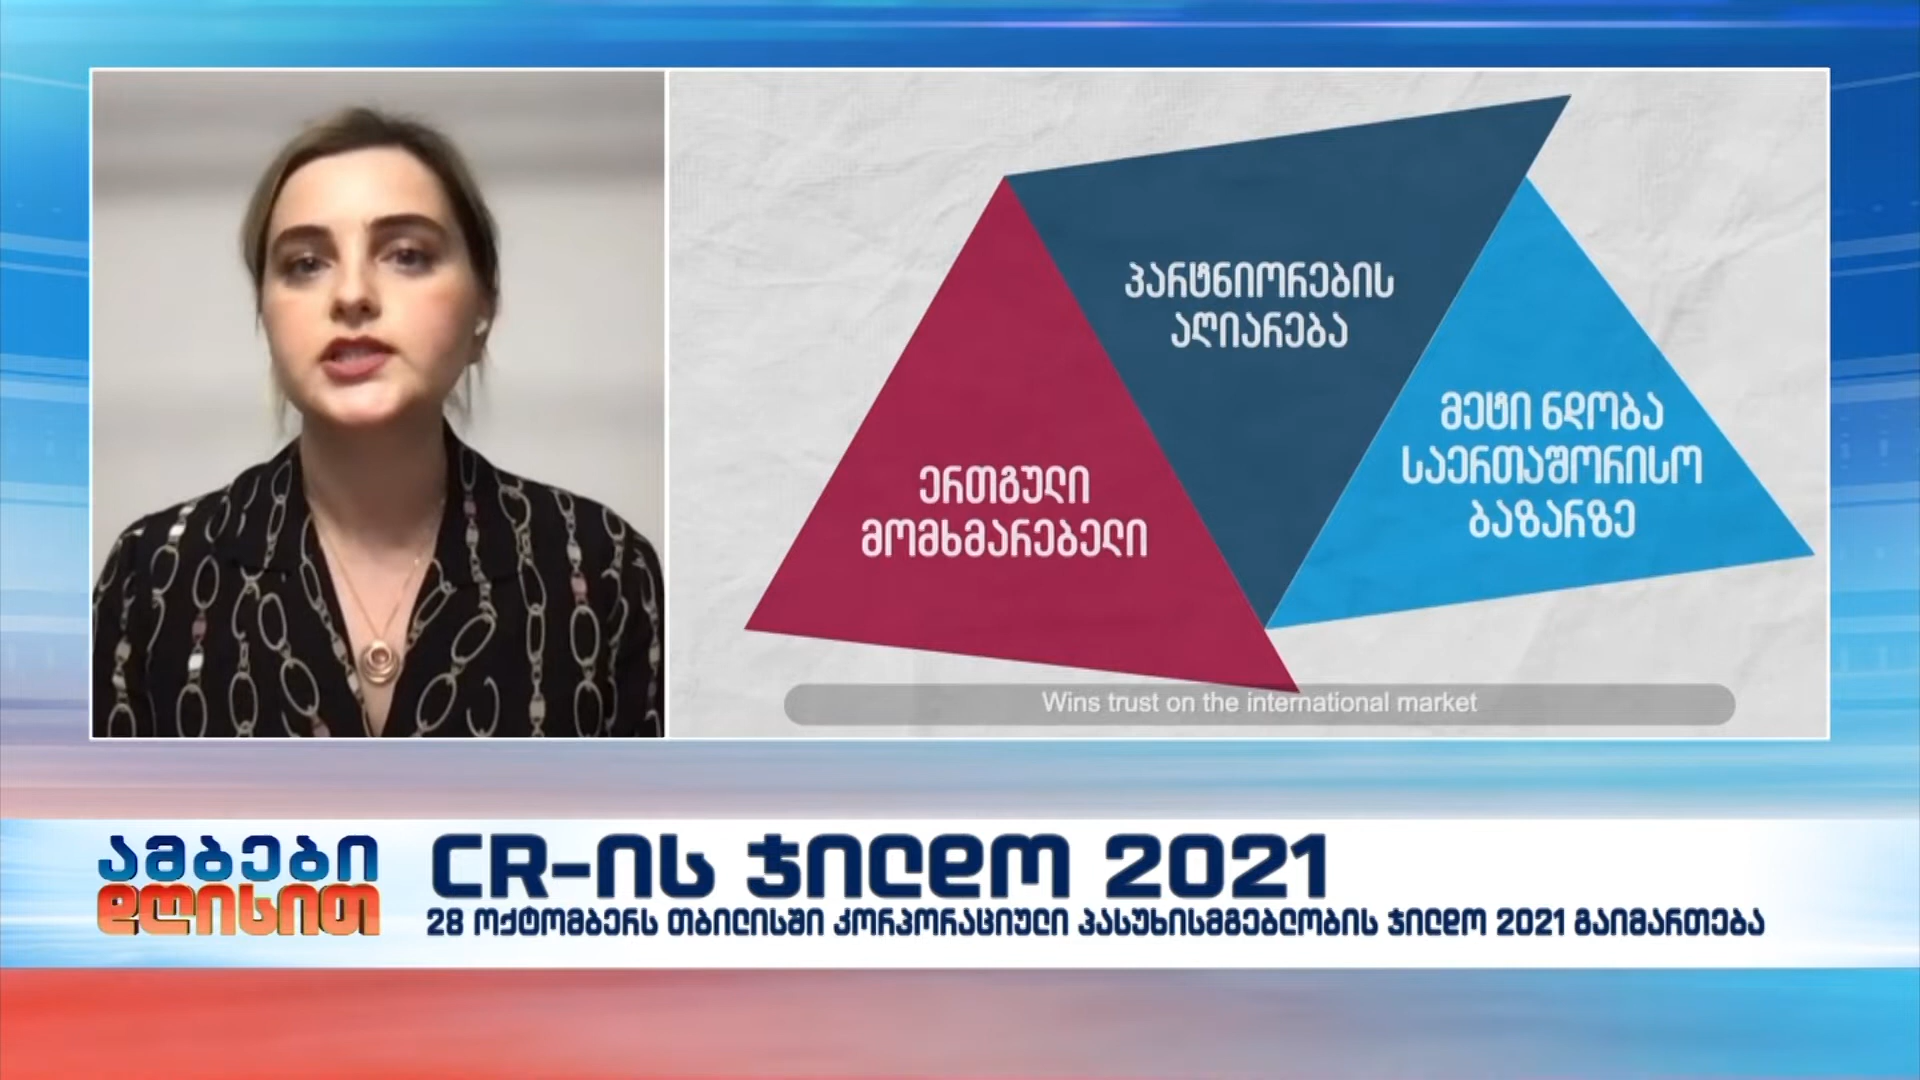 პარტნიორების
აღიარება
მეტი ნდობა
საერთაშორისო
ბაზარზე
ერთგული
მომხმარებელი
Wins trust on the international market
ამბები
დღისით
CR-ის ჯილდო 2021
28 ოქტომბერს თბილისში კორპორაციული პასუხისმგებლობის ჯილდო 2021 გაიმართება